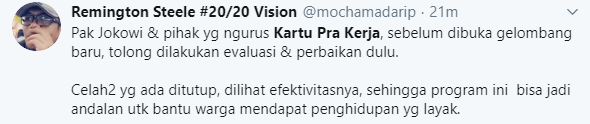 Remington Steele #20/20 Vision @mochamadarip · 21m
Pak Jokowi & pihak yg ngurus Kartu Pra Kerja, sebelum dibuka gelombang
baru, tolong dilakukan evaluasi & perbaikan dulu.
Celah2 yg ada ditutup, dilihat efektivitasnya, sehingga program ini bisa jadi
andalan utk bantu warga mendapat penghidupan yg layak.